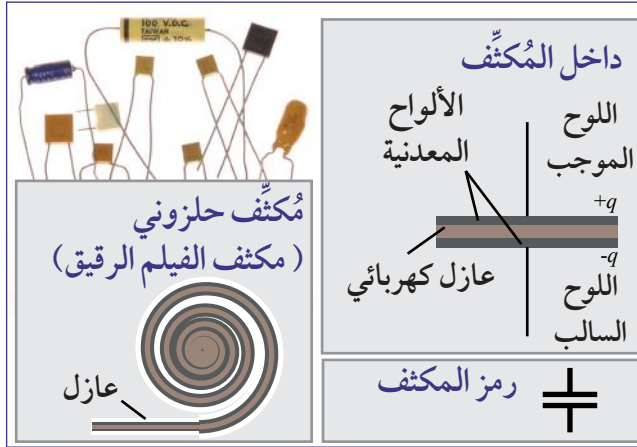 100 V.D.C.
TAIWAN
± 10%
داخل المُكثِّف
الألواح
المعدنية
اللوح
الموجب
+q
-q
عازل كهربائي
اللوح
السالب
مُكثِّف حلزوني
(مكثف الفيلم الرقيق)
عازل
رمز المكثف